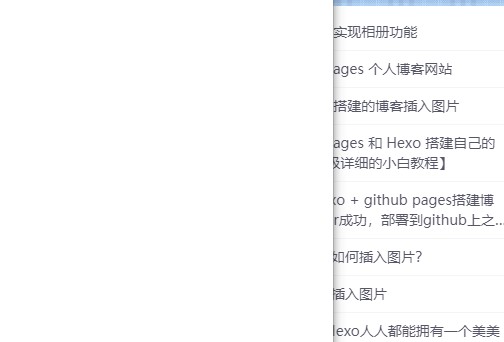 实现相册功能
ages 个人博客网站
搭建的博客插入图片
ages 和 Hexo 搭建自己的
级详细的小白教程】
xo + github pages搭建博
r成功，部署到github上之...
如何插入图片？
插入图片
Hexo人人都能拥有一个美美